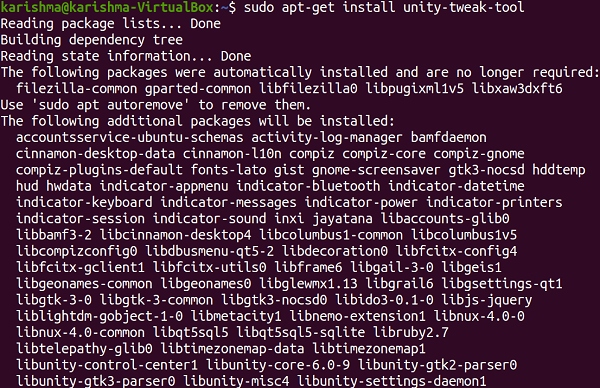 karishma@karishma-VirtualBox:~$ sudo apt-get install unity-tweak-tool
Reading package lists... Done
Building dependency tree
Reading state information... Done
The following packages were automatically installed and are no longer required:
filezilla-common gparted-common libfilezilla0 libpugixml1v5 libxaw3dxft6
Use 'sudo apt autoremove' to remove them.
The following additional packages will be installed:
accountsservice-ubuntu-schemas activity-log-manager bamfdaemon
cinnamon-desktop-data cinnamon-l10n compiz compiz-core compiz-gnome
compiz-plugins-default fonts-lato gist gnome-screensaver gtk3-nocsd hddtemp
hud hwdata indicator-appmenu indicator-bluetooth indicator-datetime
indicator-keyboard indicator-messages indicator-power indicator-printers
indicator-session indicator-sound inxi jayatana libaccounts-glib0
libbamf3-2 libcinnamon-desktop4 libcolumbus1-common libcolumbus1v5
libcompizconfig0 libdbusmenu-qt5-2 libdecoration0 libfcitx-config4
libfcitx-gclient1 libfcitx-utils0 libframe6 libgail-3-0 libgeis1
libgeonames-common libgeonames0 libglewmx1.13 libgrail6 libgsettings-qt1
libgtk-3-0 libgtk-3-common libgtk3-nocsd0 libido3-0.1-0 libjs-jquery
liblightdm-gobject-1-0 libmetacity1 libnemo-extension1 libnux-4.0-0
libnux-4.0-common libqt5sql5 libqt5sql5-sqlite libruby2.7
libtelepathy-glib0 libtimezonemap-data libtimezonemap1
libunity-control-center1 libunity-core-6.0-9 libunity-gtk2-parser0
libunity-gtk3-parser0 libunity-misc4 libunity-settings-daemon1